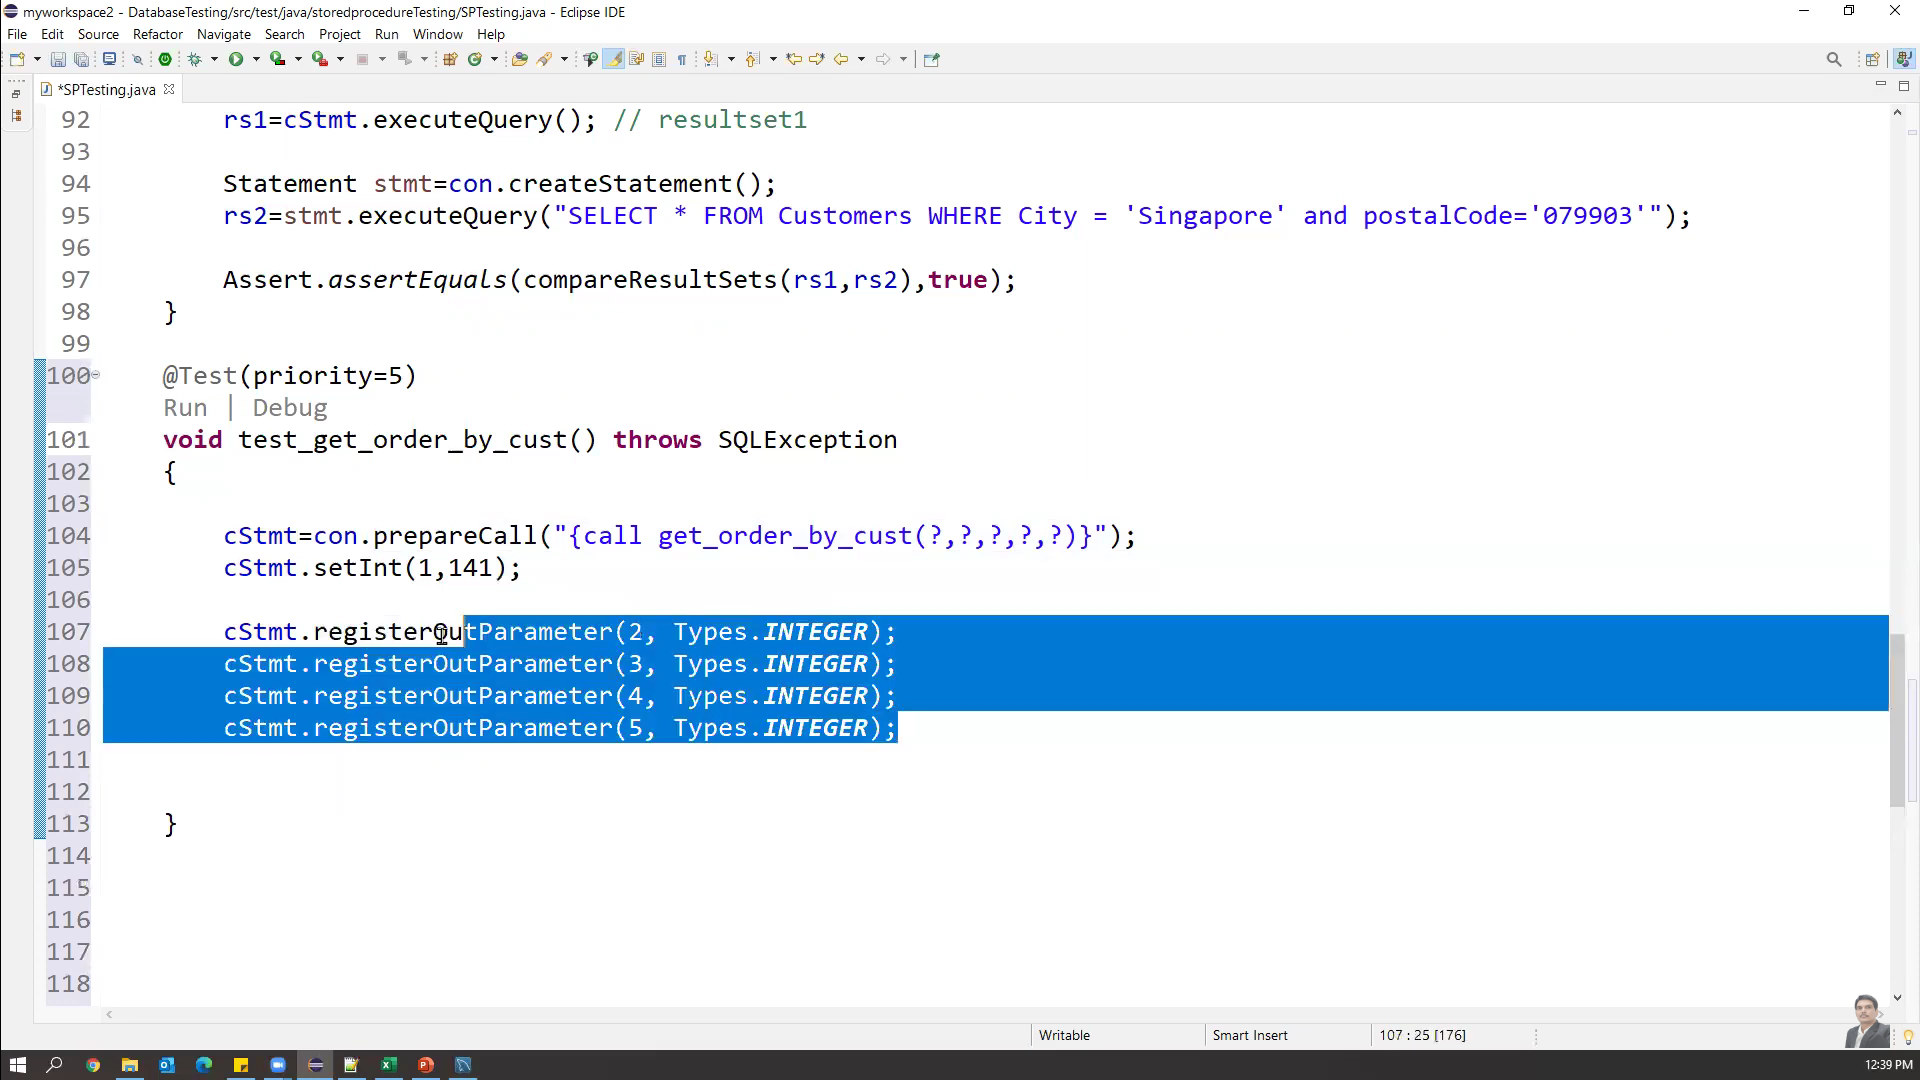 myworkspace2 - DatabaseTesting/src/test/java/storedprocedureTesting/SPTesting.java - Eclipse IDE
File Edit Source Refactor Navigate Search Project Run Window Help
*SPTesting.java
92 rs1=cStmt.executeQuery(); // resultset1
93
94 Statement stmt=con.createStatement();
95 rs2=stmt.executeQuery("SELECT * FROM Customers WHERE City = 'Singapore' and postalCode='079903'");
96
97 Assert.assertEquals(compareResultSets(rs1,rs2),true);
98 }
99
100 @Test(priority=5)
Run | Debug
101 void test_get_order_by_cust() throws SQLException
102 {
103
104 cStmt=con.prepareCall("{call get_order_by_cust(?,?,?,?,?)}");
105 cStmt.setInt(1,141);
106
107 cStmt.registerOutParameter(2, Types.INTEGER);
108 cStmt.registerOutParameter(3, Types.INTEGER);
109 cStmt.registerOutParameter(4, Types.INTEGER);
110 cStmt.registerOutParameter(5, Types.INTEGER);
111
112
113 }
114
115
116
117
118
Writable Smart Insert 107 : 25 [176]
12:39 PM